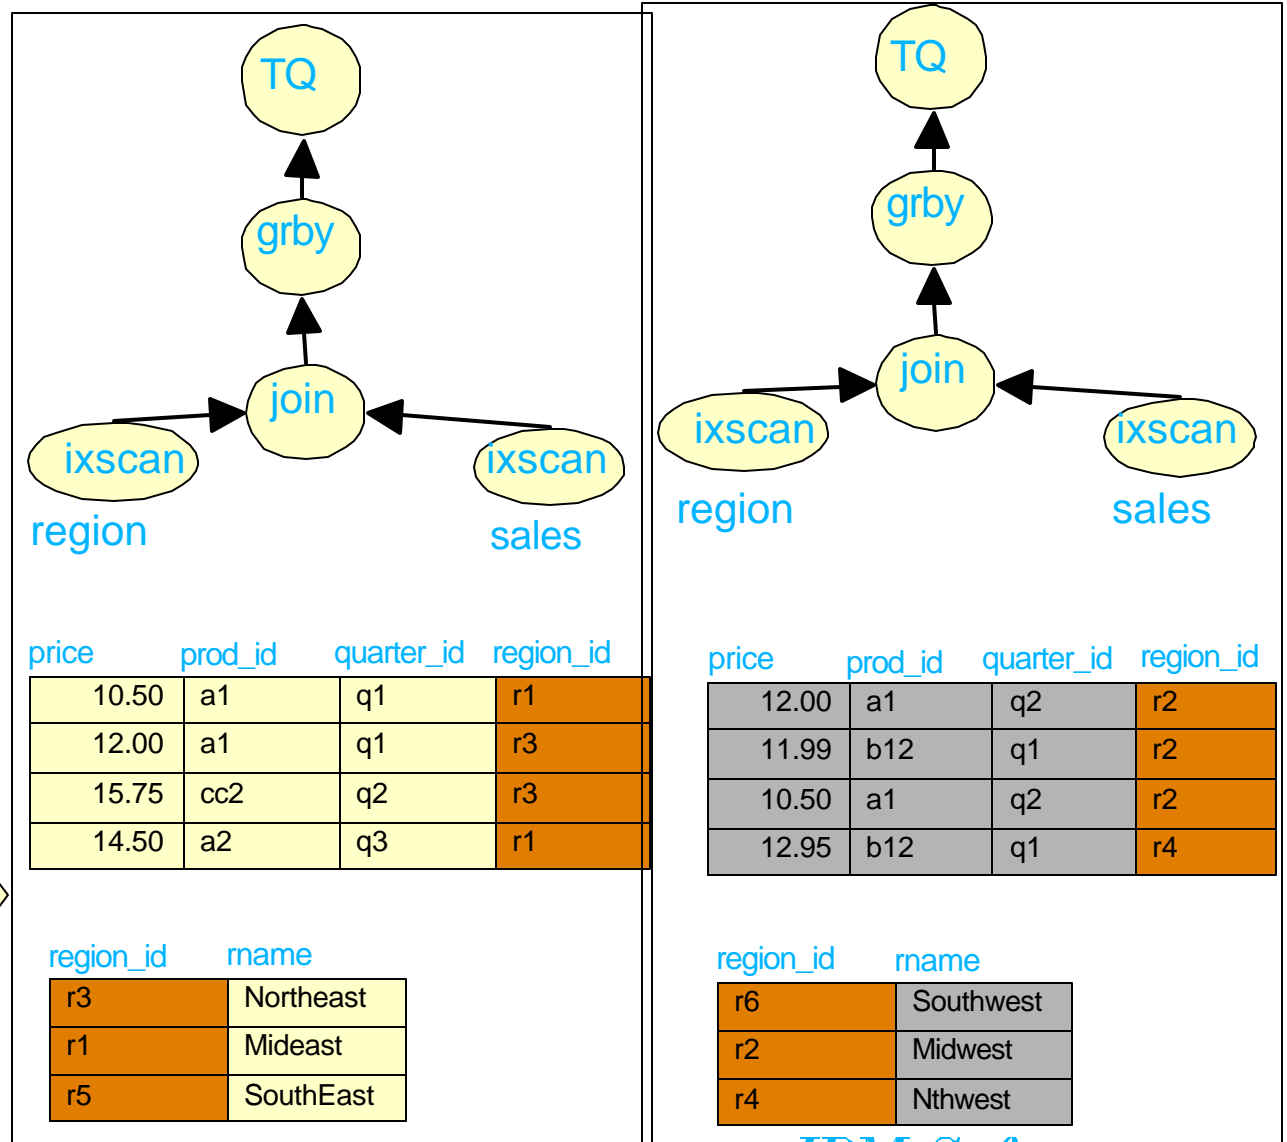 TQ
grby
join
ixscan
ixscan
region
sales
price prod_id quarter_id region_id
10.50 a1 q1 r1
12.00 a1 q1 r3
15.75 cc2 q2 r3
14.50 a2 q3 r1
region_id rname
r3 Northeast
r1 Mideast
r5 SouthEast
TQ
grby
join
ixscan
ixscan
region
sales
price prod_id quarter_id region_id
12.00 a1 q2 r2
11.99 b12 q1 r2
10.50 a1 q2 r2
12.95 b12 q1 r4
region_id rname
r6 Southwest
r2 Midwest
r4 Nthwest